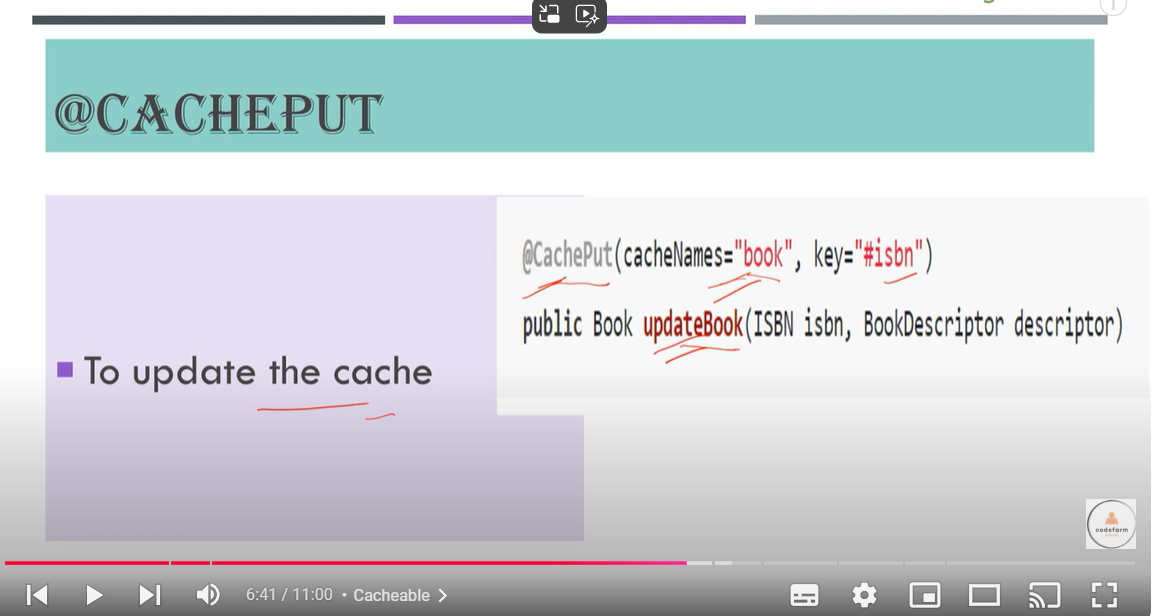 @CACHEPUT
@CachePut(cacheNames="book", key="#isbn")
public Book updateBook(ISBN isbn, BookDescriptor descriptor)
To update the cache
codefarm
6:41 / 11:00 • Cacheable